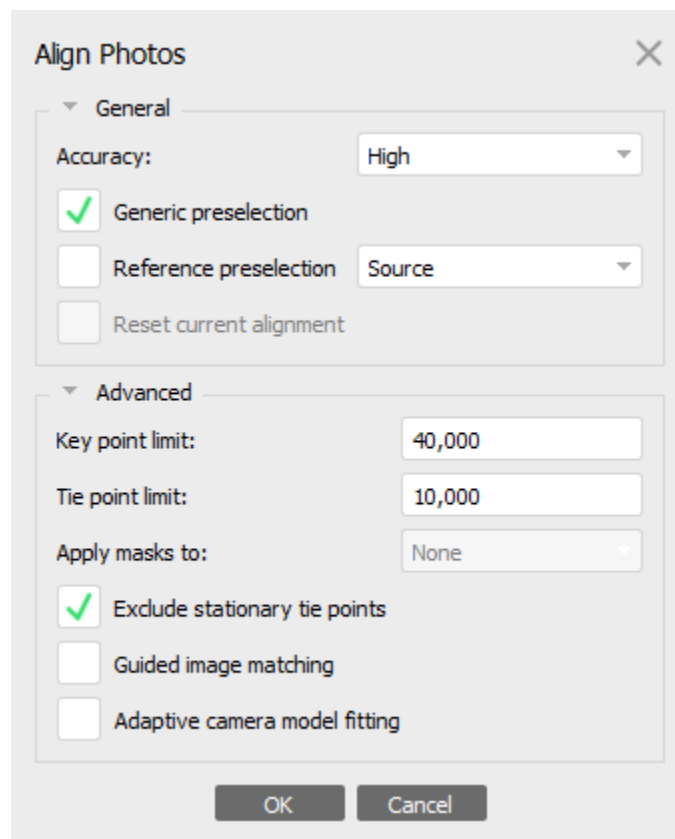 Align Photos
General
Accuracy: High
Generic preselection
Reference preselection Source
Reset current alignment
Advanced
Key point limit: 40,000
Tie point limit: 10,000
Apply masks to: None
Exclude stationary tie points
Guided image matching
Adaptive camera model fitting
OK Cancel